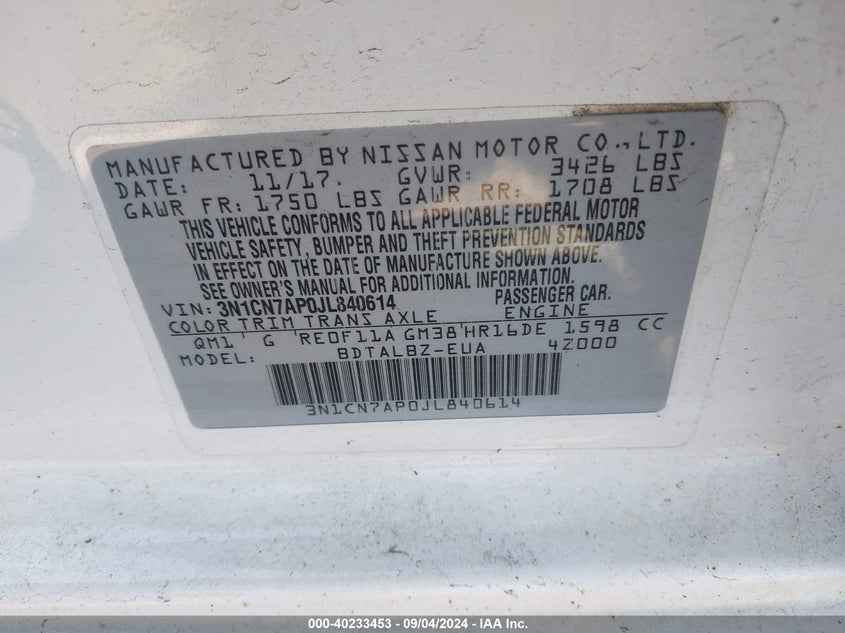 MANUFACTURED BY NISSAN MOTOR CO., LTD.
DATE: 11/17. GVWR: 3426 LBS
GAWR FR: 1750 LBS GAWR RR: 1708 LBS
THIS VEHICLE CONFORMS TO ALL APPLICABLE FEDERAL MOTOR
VEHICLE SAFETY, BUMPER AND THEFT PREVENTION STANDARDS
IN EFFECT ON THE DATE OF MANUFACTURE SHOWN ABOVE.
SEE OWNER'S MANUAL FOR ADDITIONAL INFORMATION.
VIN: 3N1CN7AP0JL840614 PASSENGER CAR.
COLOR TRIM TRANS AXLE ENGINE
QM1 G RE0F11A GM38 HR16DE 1598 CC
MODEL: BDTALBZ-EUA 4Z000
3N1CN7AP0JL840614
000-40233453 - 09/04/2024 - IAA Inc.